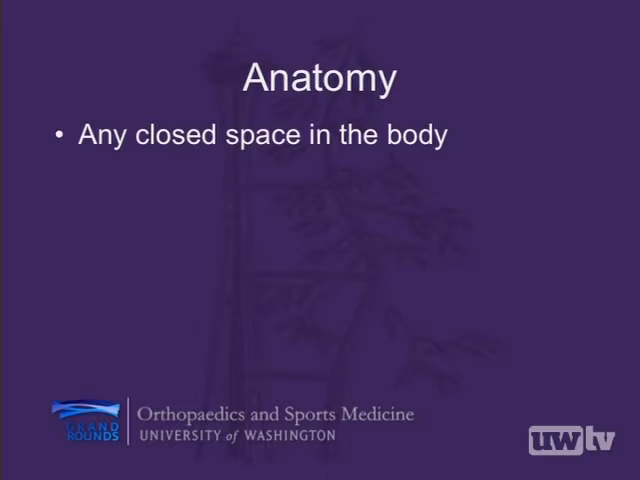 Anatomy
• Any closed space in the body
GRAND
ROUNDS
Orthopaedics and Sports Medicine
UNIVERSITY of WASHINGTON
uwtv